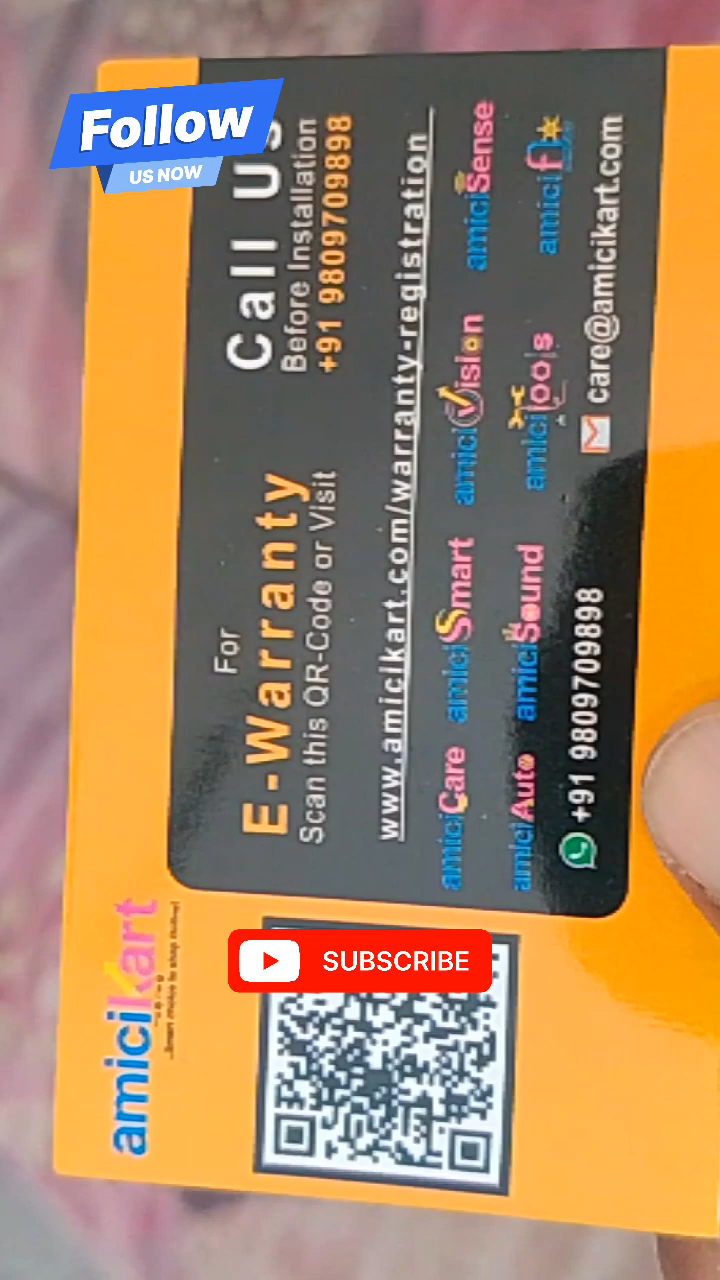 Follow
US NOW
SUBSCRIBE
amicikart
For
E-Warranty
Scan this QR-Code or Visit
Call Us
Before Installation
+91 9809709898
www.amicikart.com/warranty-registration
amiciCare amiciSmart amiciVision amiciSense
amiciAuto amiciSound amiciTools amici
+91 9809709898 care@amicikart.com